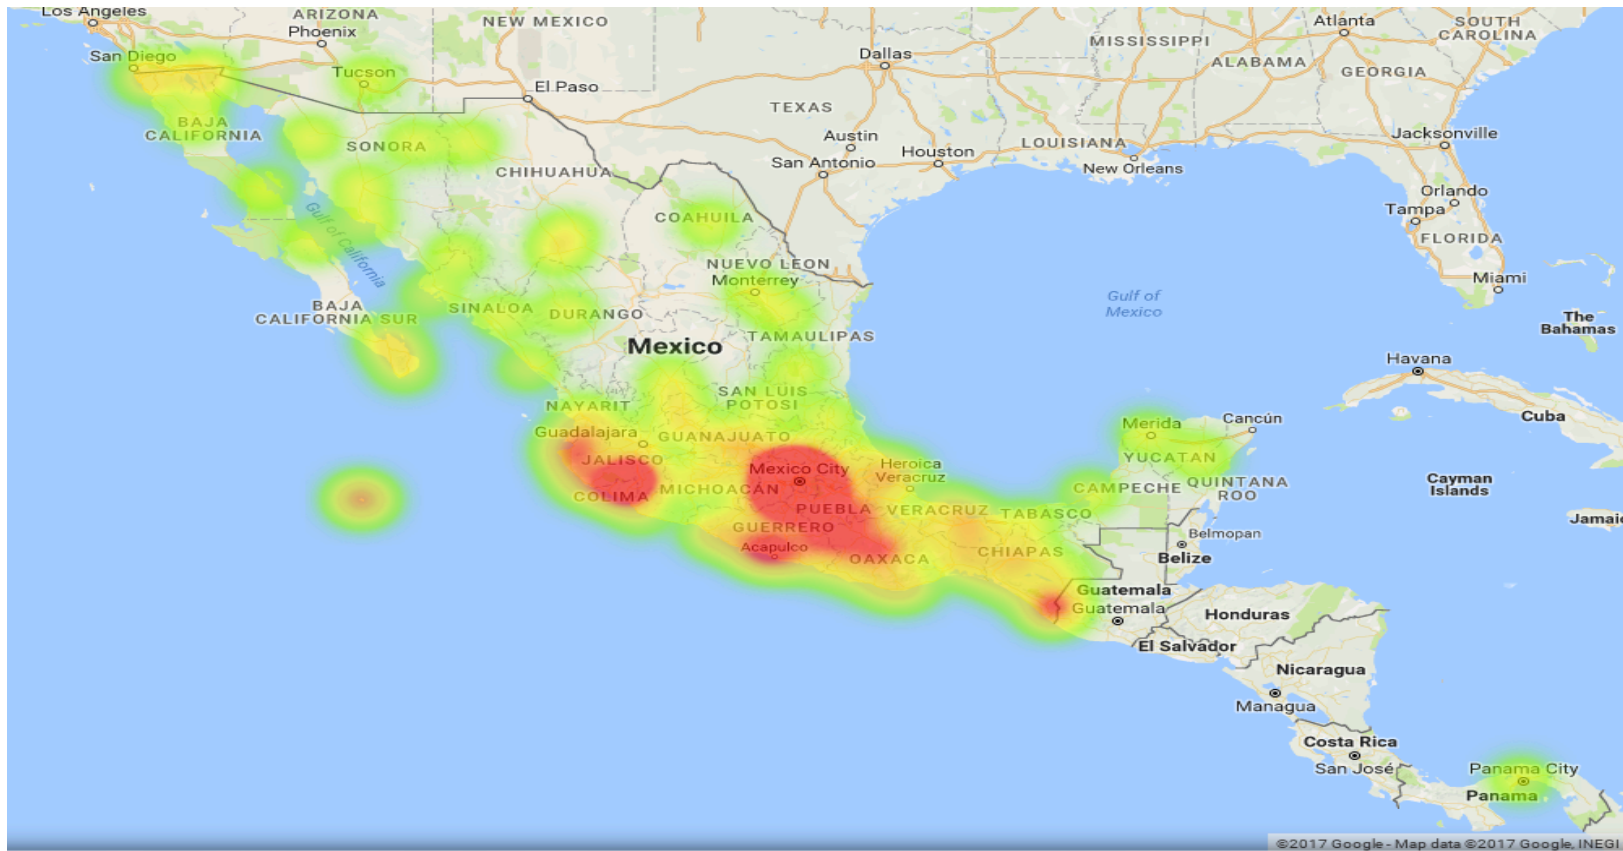 Los Angeles
ARIZONA
Phoenix
NEW MEXICO
Atlanta
SOUTH
CAROLINA
San Diego
Tucson
Dallas
MISSISSIPPI
ALABAMA
GEORGIA
El Paso
TEXAS
BAJA
CALIFORNIA
SONORA
Austin
Jacksonville
CHIHUAHUA
San Antonio
Houston
LOUISIANA
New Orleans
Orlando
Tampa
FLORIDA
Gulf of California
COAHUILA
NUEVO LEON
Monterrey
Miami
Gulf of
Mexico
BAJA
CALIFORNIA SUR
SINALOA
DURANGO
TAMAULIPAS
The
Bahamas
Mexico
Havana
SAN LUIS
POTOSI
NAYARIT
Cuba
Guadalajara
GUANAJUATO
Merida
Cancún
JALISCO
Mexico City
Heroica
Veracruz
YUCATAN
COLIMA
MICHOACÁN
CAMPECHE
QUINTANA
ROO
Cayman
Islands
PUEBLA
VERACRUZ
TABASCO
Jamaic
GUERRERO
Acapulco
OAXACA
CHIAPAS
Belmopan
Belize
Guatemala
Guatemala
Honduras
El Salvador
Nicaragua
Managua
Costa Rica
San José
Panama City
Panama
©2017 Google - Map data ©2017 Google, INEGI